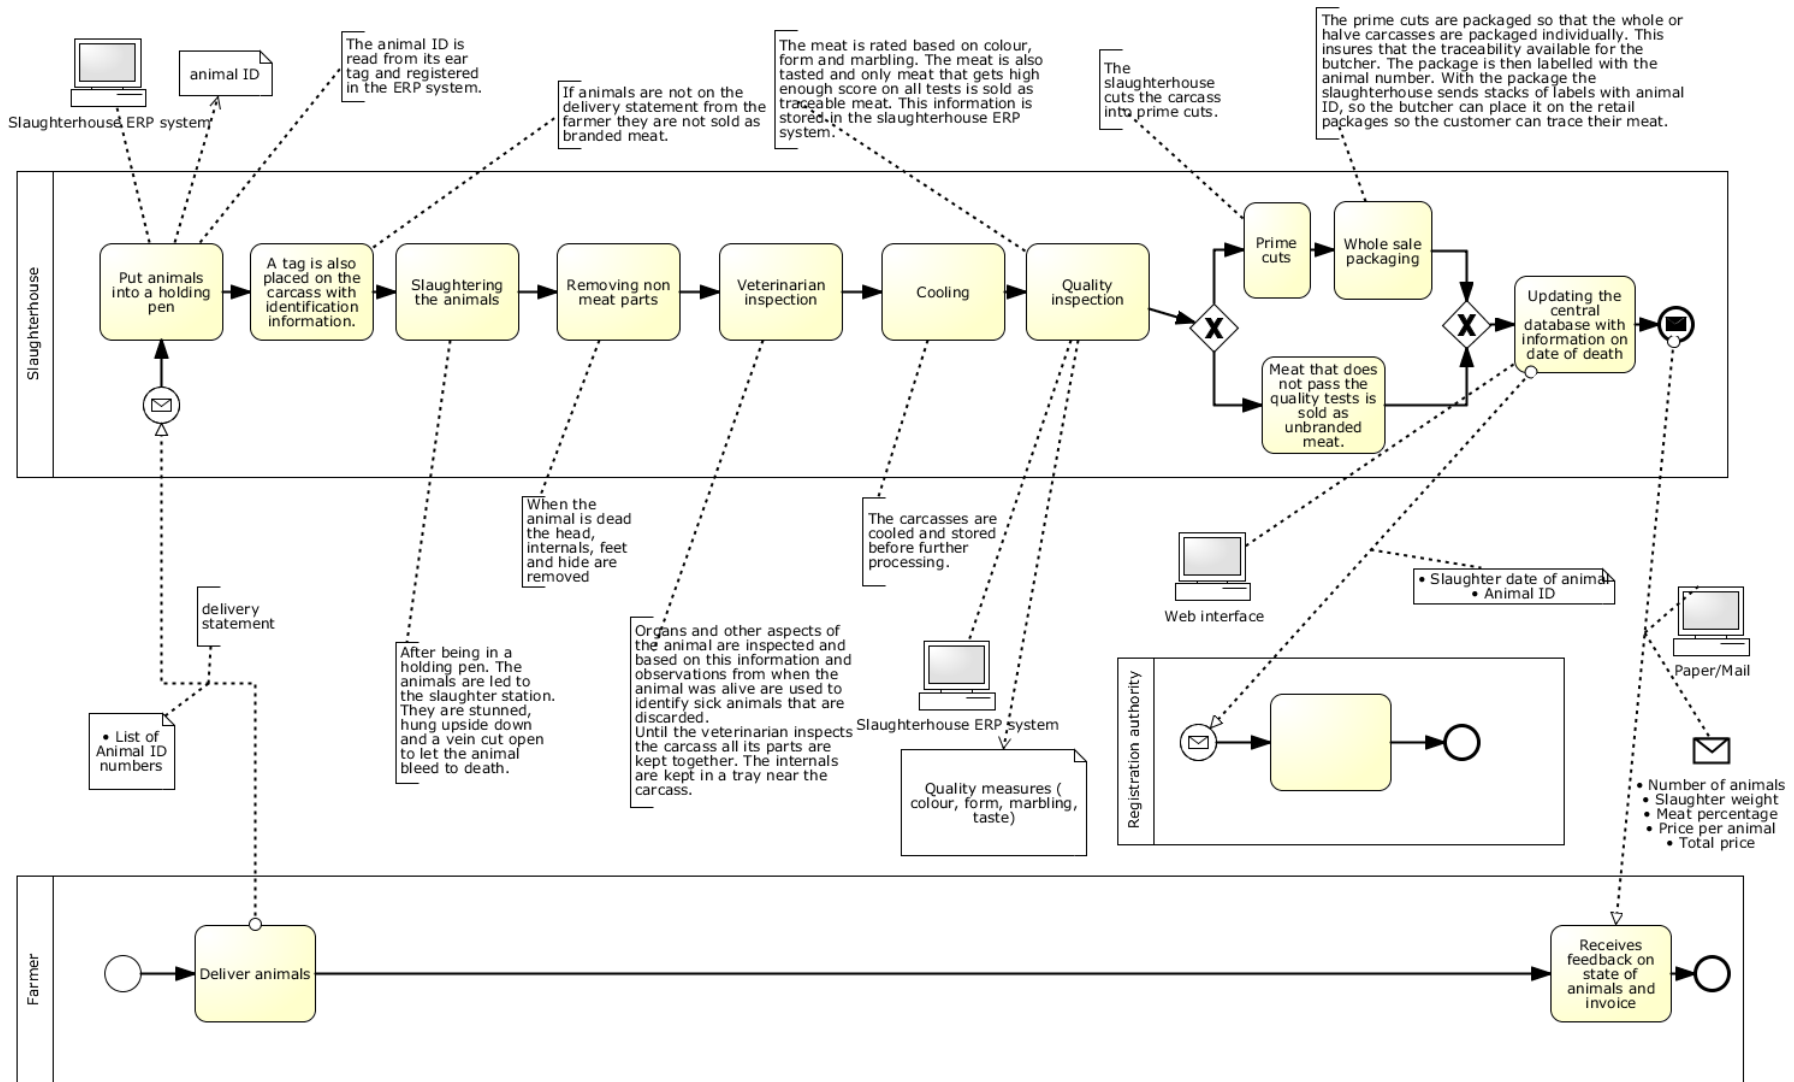 The animal ID is
read from its ear
tag and registered
in the ERP system.
animal ID
Slaughterhouse ERP system
If animals are not on the
delivery statement from the
farmer they are not sold as
branded meat.
The meat is rated based on colour,
form and marbling. The meat is also
tasted and only meat that gets high
enough score on all tests is sold as
traceable meat. This information is
stored in the slaughterhouse ERP
system.
The
slaughterhouse
cuts the carcass
into prime cuts.
The prime cuts are packaged so that the whole or
halve carcasses are packaged individually. This
insures that the traceability available for the
butcher. The package is then labelled with the
animal number. With the package the
slaughterhouse sends stacks of labels with animal
ID, so the butcher can place it on the retail
packages so the customer can trace their meat.
Slaughterhouse
Put animals
into a holding
pen
A tag is also
placed on the
carcass with
identification
information.
Slaughtering
the animals
Removing non
meat parts
Veterinarian
inspection
Cooling
Quality
inspection
Prime
cuts
Whole sale
packaging
Meat that does
not pass the
quality tests is
sold as
unbranded
meat.
Updating the
central
database with
information on
date of death
When the
animal is dead
the head,
internals, feet
and hide are
removed
The carcasses are
cooled and stored
before further
processing.
delivery
statement
• List of
Animal ID
numbers
After being in a
holding pen. The
animals are led to
the slaughter station.
They are stunned,
hung upside down
and a vein cut open
to let the animal
bleed to death.
Organs and other aspects of
the animal are inspected and
based on this information and
observations from when the
animal was alive are used to
identify sick animals that are
discarded.
Until the veterinarian inspects
the carcass all its parts are
kept together. The internals
are kept in a tray near the
carcass.
Slaughterhouse ERP system
Quality measures (
colour, form, marbling,
taste)
Web interface
• Slaughter date of animal
• Animal ID
Paper/Mail
Registration authority
• Number of animals
• Slaughter weight
• Meat percentage
• Price per animal
• Total price
Farmer
Deliver animals
Receives
feedback on
state of
animals and
invoice